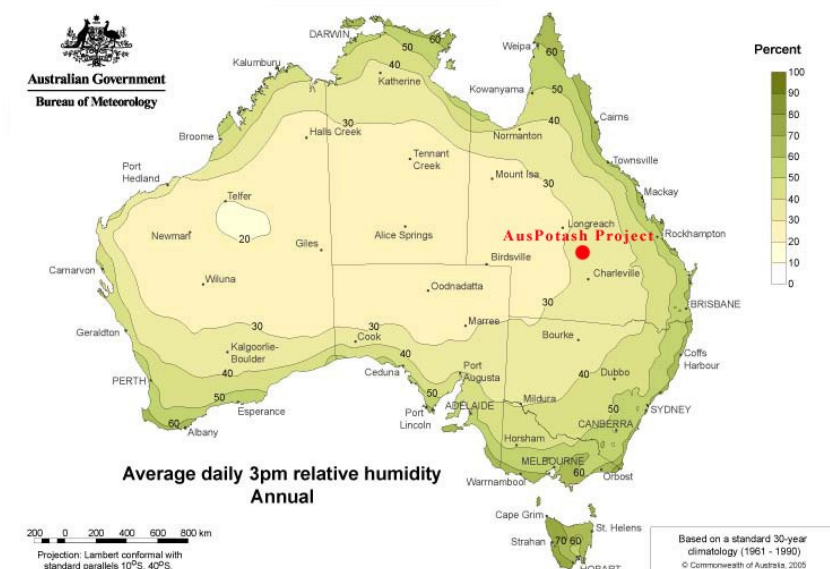 Australian Government
Bureau of Meteorology
DARWIN
60
50
Weipa
60
Kalumburu
40
Katherine
Kowanyama
50
40
Cairns
30
Halls Creek
Normanton
Broome
Tennant
Creek
Townsville
Port
Hedland
Mount Isa
30
Mackay
Telfer
Newman
20
Giles
Alice Springs
Longreach
AusPotash Project
Rockhampton
Birdsville
Carnarvon
Wiluna
Oodnadatta
Charleville
30
BRISBANE
Geraldton
30
30
Cook
Marree
Bourke
Kalgoorlie-
Boulder
40
Coffs
Harbour
PERTH
40
Ceduna
Port
Augusta
40
Dubbo
50
Esperance
50
Mildura
60
Albany
Port
Lincoln
ADELAIDE
50
SYDNEY
CANBERRA
Horsham
MELBOURNE
60
Warrnambool
Orbost
Cape Grim
St. Helens
Strahan
70
60
HOBART
Percent
100
90
80
70
60
50
40
30
20
10
0
Average daily 3pm relative humidity
Annual
200 0 200 400 600 800 km
Projection: Lambert conformal with
standard parallels 10°S, 40°S.
Based on a standard 30-year
climatology (1961 - 1990)
© Commonwealth of Australia, 2005